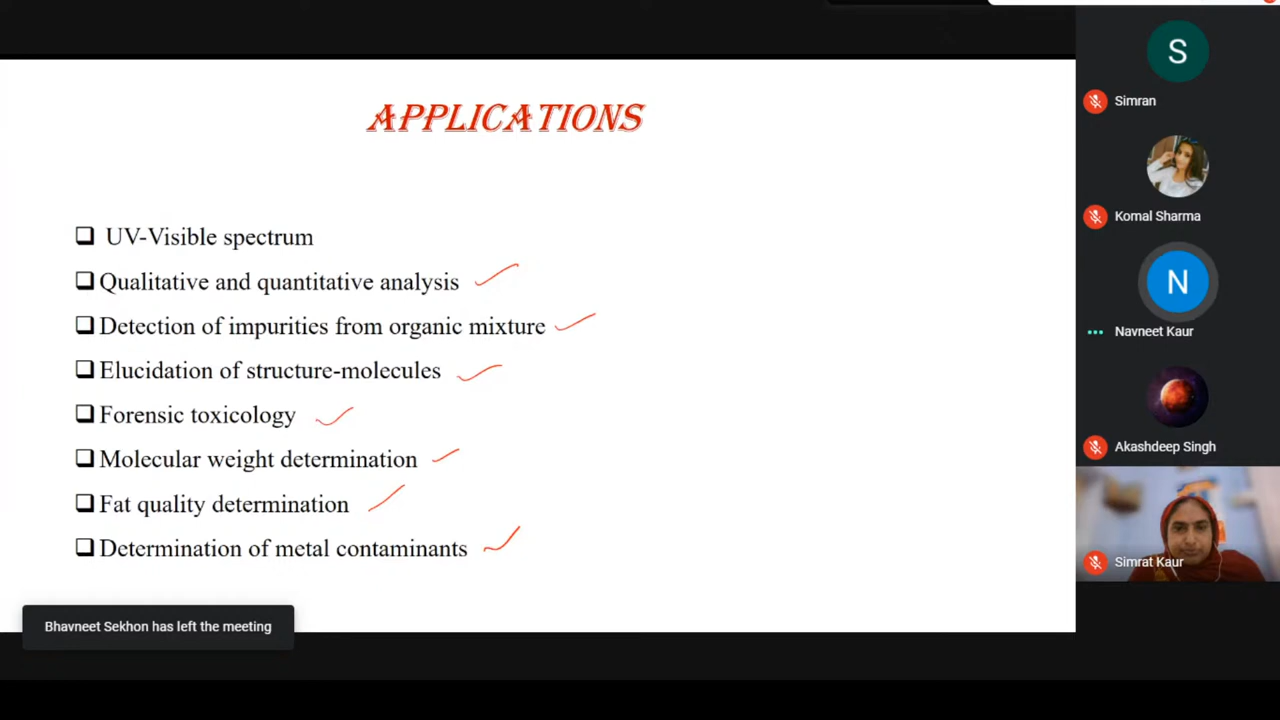 APPLICATIONS
UV-Visible spectrum
Qualitative and quantitative analysis
Detection of impurities from organic mixture
Elucidation of structure-molecules
Forensic toxicology
Molecular weight determination
Fat quality determination
Determination of metal contaminants
Bhavneet Sekhon has left the meeting
S
Simran
Komal Sharma
N
Navneet Kaur
Akashdeep Singh
Simrat Kaur